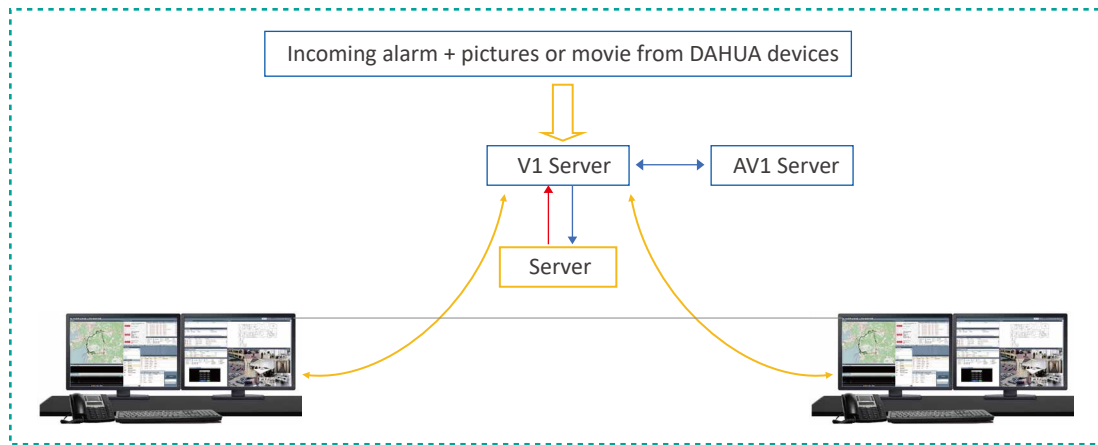 Incoming alarm + pictures or movie from DAHUA devices
V1 Server
AV1 Server
Server